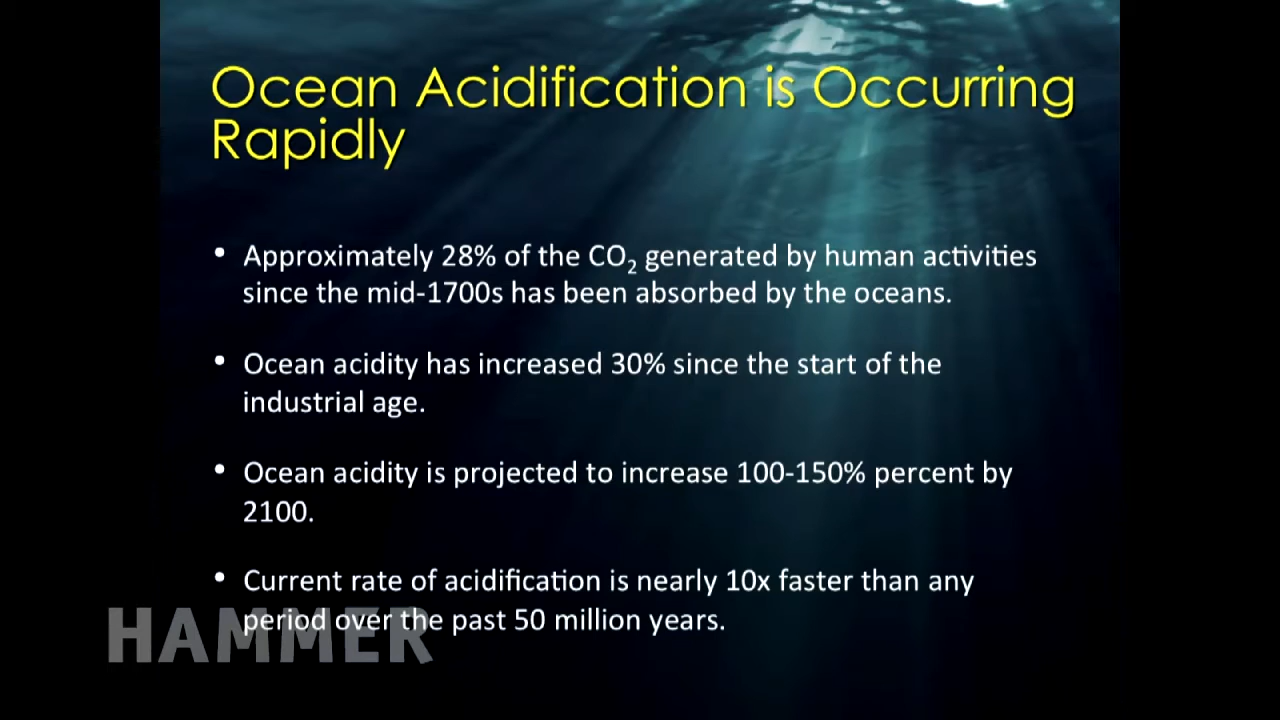 Ocean Acidification is Occurring
Rapidly
• Approximately 28% of the CO₂ generated by human activities
since the mid-1700s has been absorbed by the oceans.
• Ocean acidity has increased 30% since the start of the
industrial age.
• Ocean acidity is projected to increase 100-150% percent by
2100.
• Current rate of acidification is nearly 10x faster than any
period over the past 50 million years.
HAMMER